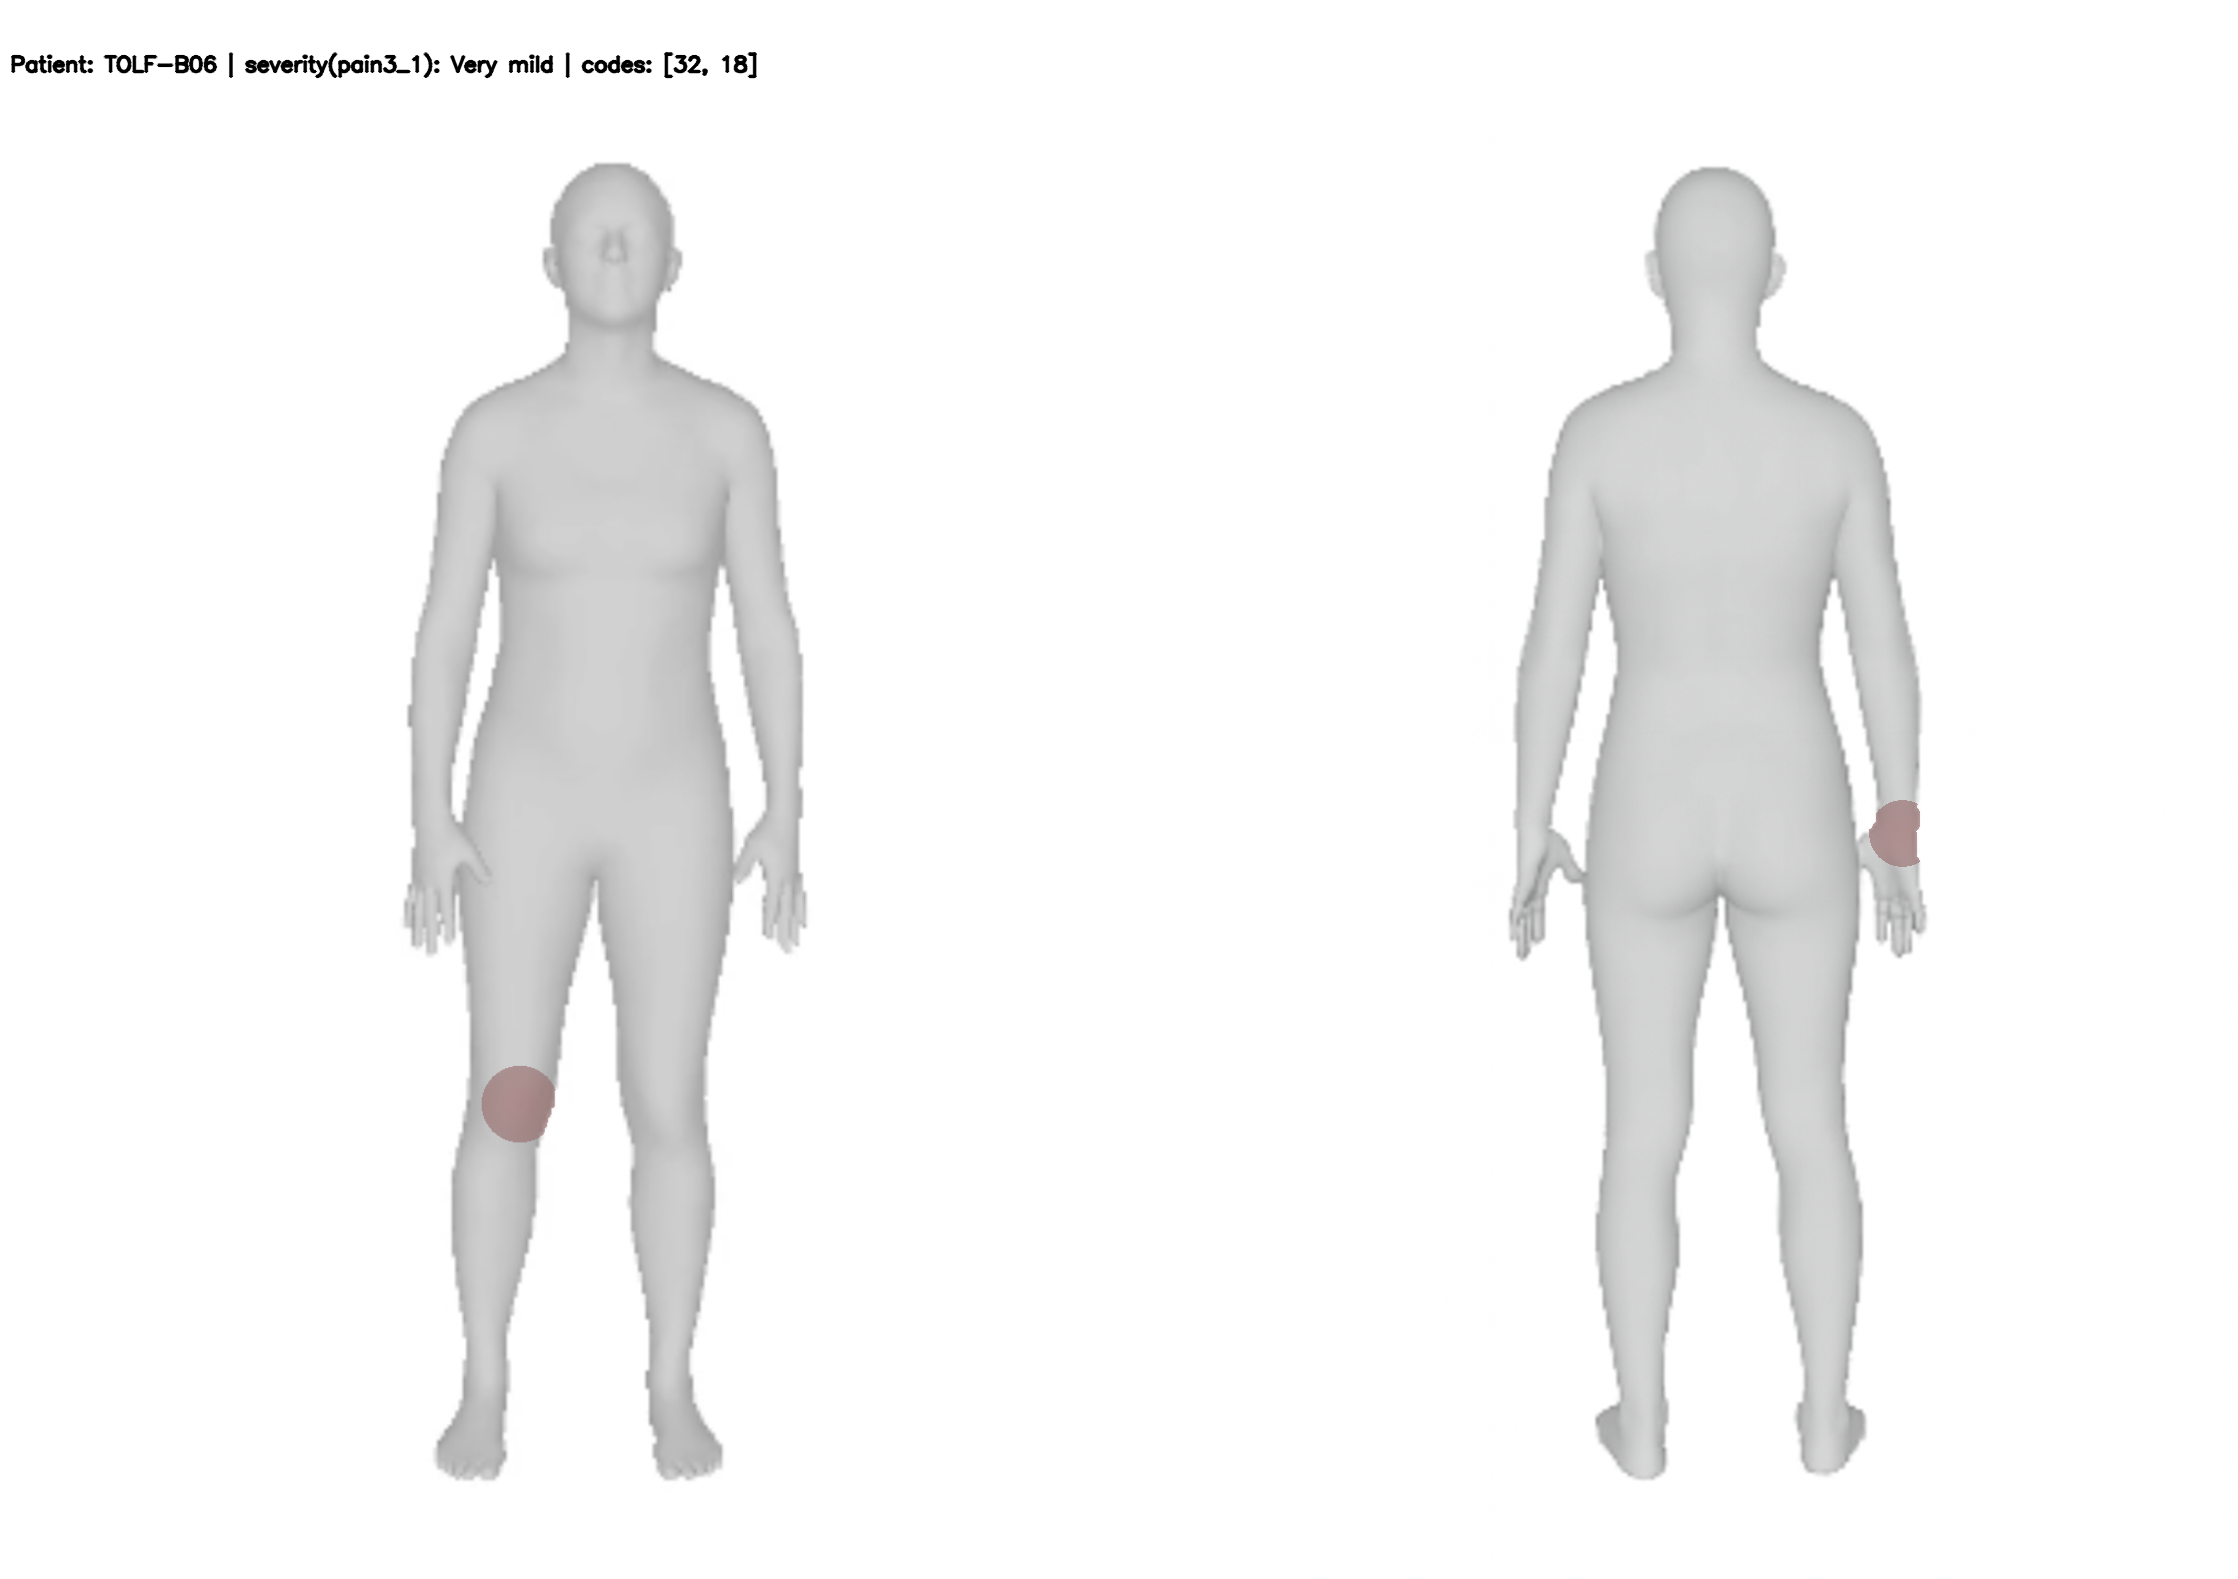 Patient: TOLF-B06 | severity(pain3_1): Very mild | codes: [32, 18]